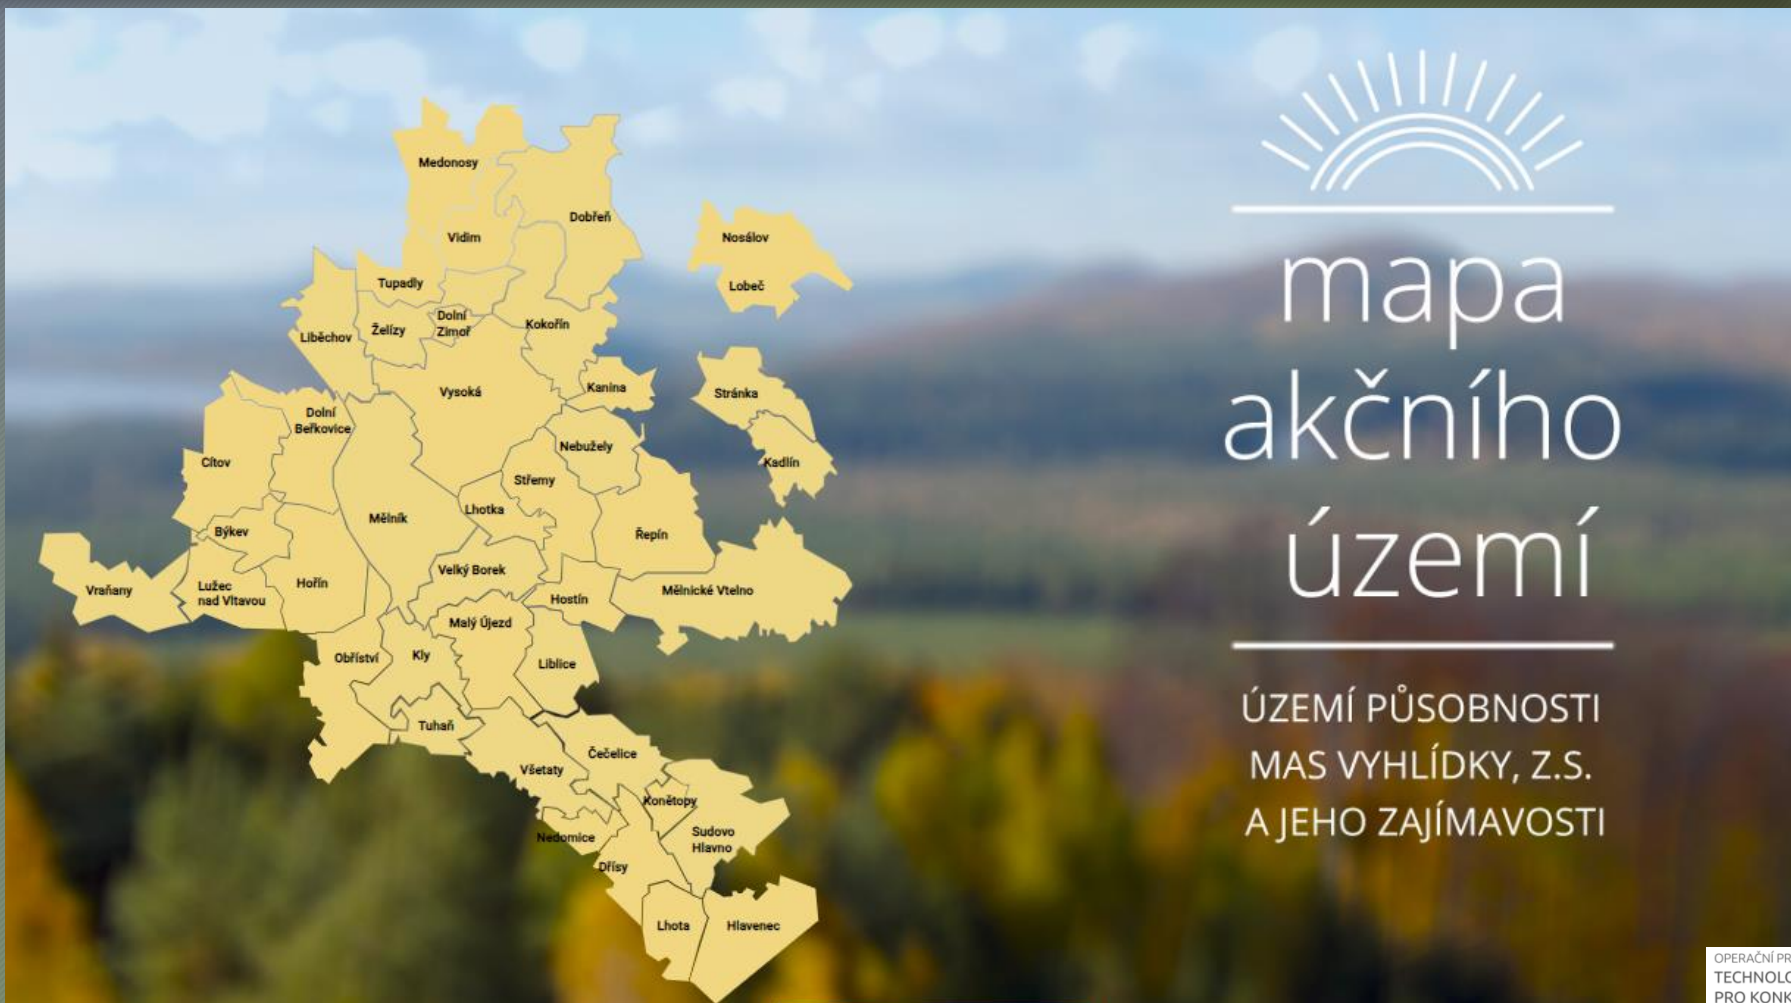 Medonosy
Dobřeň
Vidim
Nosálov
Tupadly
Lobeč
Dolní
Zimoř
Želízy
Kokořín
Liběchov
Vysoká
Kanina
Stránka
Dolní
Beřkovice
Nebužely
Cítov
Kadlín
Střemy
Lhotka
Mělník
Býkev
Řepín
Velký Borek
Hořín
Vraňany
Lužec
nad Vltavou
Hostín
Mělnické Vtelno
Malý Újezd
Obříství
Kly
Liblice
Tuhaň
Čečelice
Všetaty
Konětopy
Nedomice
Sudovo
Hlavno
Dřísy
Lhota
Hlavenec
mapa
akčního
území
ÚZEMÍ PŮSOBNOSTI
MAS VYHLÍDKY, Z.S.
A JEHO ZAJÍMAVOSTI
OPERAČNÍ PR
TECHNOLO
PRO KONK